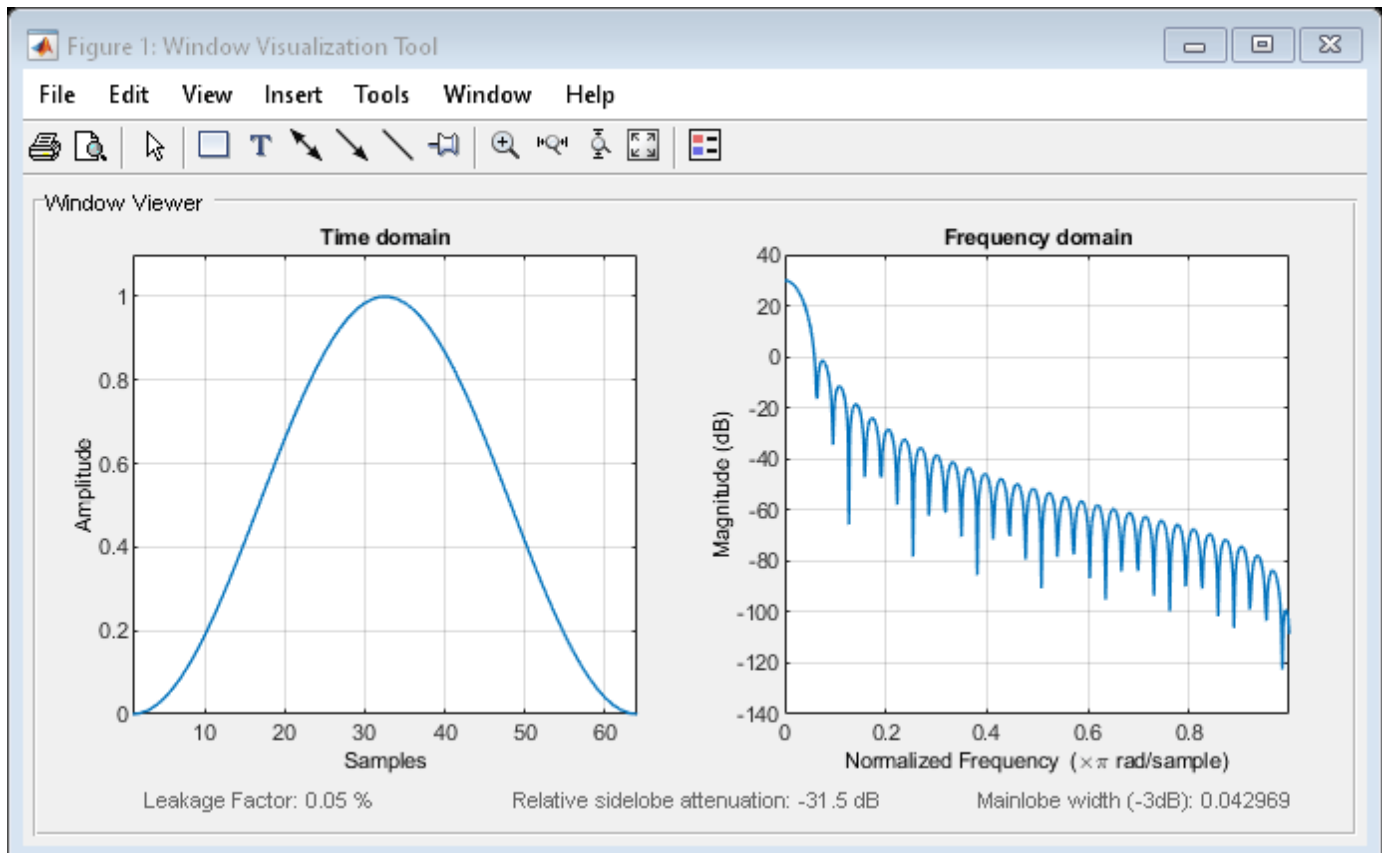 Figure 1: Window Visualization Tool
File Edit View Insert Tools Window Help
T
Window Viewer
Time domain
Amplitude
1
0.8
0.6
0.4
0.2
0
10 20 30 40 50 60
Samples
Frequency domain
Magnitude (dB)
40
20
0
-20
-40
-60
-80
-100
-120
-140
0 0.2 0.4 0.6 0.8
Normalized Frequency (×π rad/sample)
Leakage Factor: 0.05 % Relative sidelobe attenuation: -31.5 dB Mainlobe width (-3dB): 0.042969